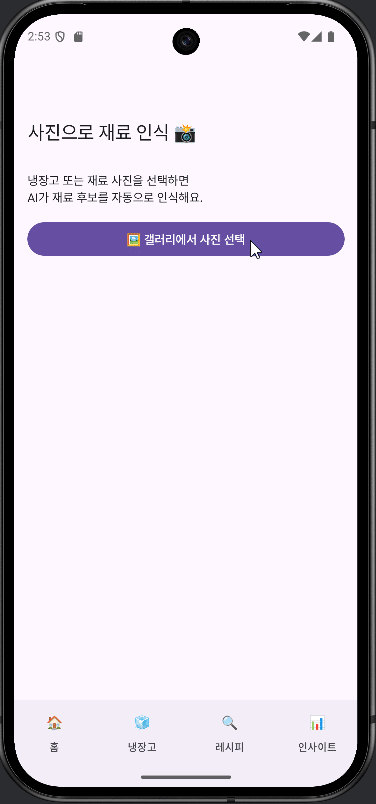 2:53
사진으로 재료 인식 📸
냉장고 또는 재료 사진을 선택하면
AI가 재료 후보를 자동으로 인식해요.
🖼️ 갤러리에서 사진 선택
홈 냉장고 레시피 인사이트